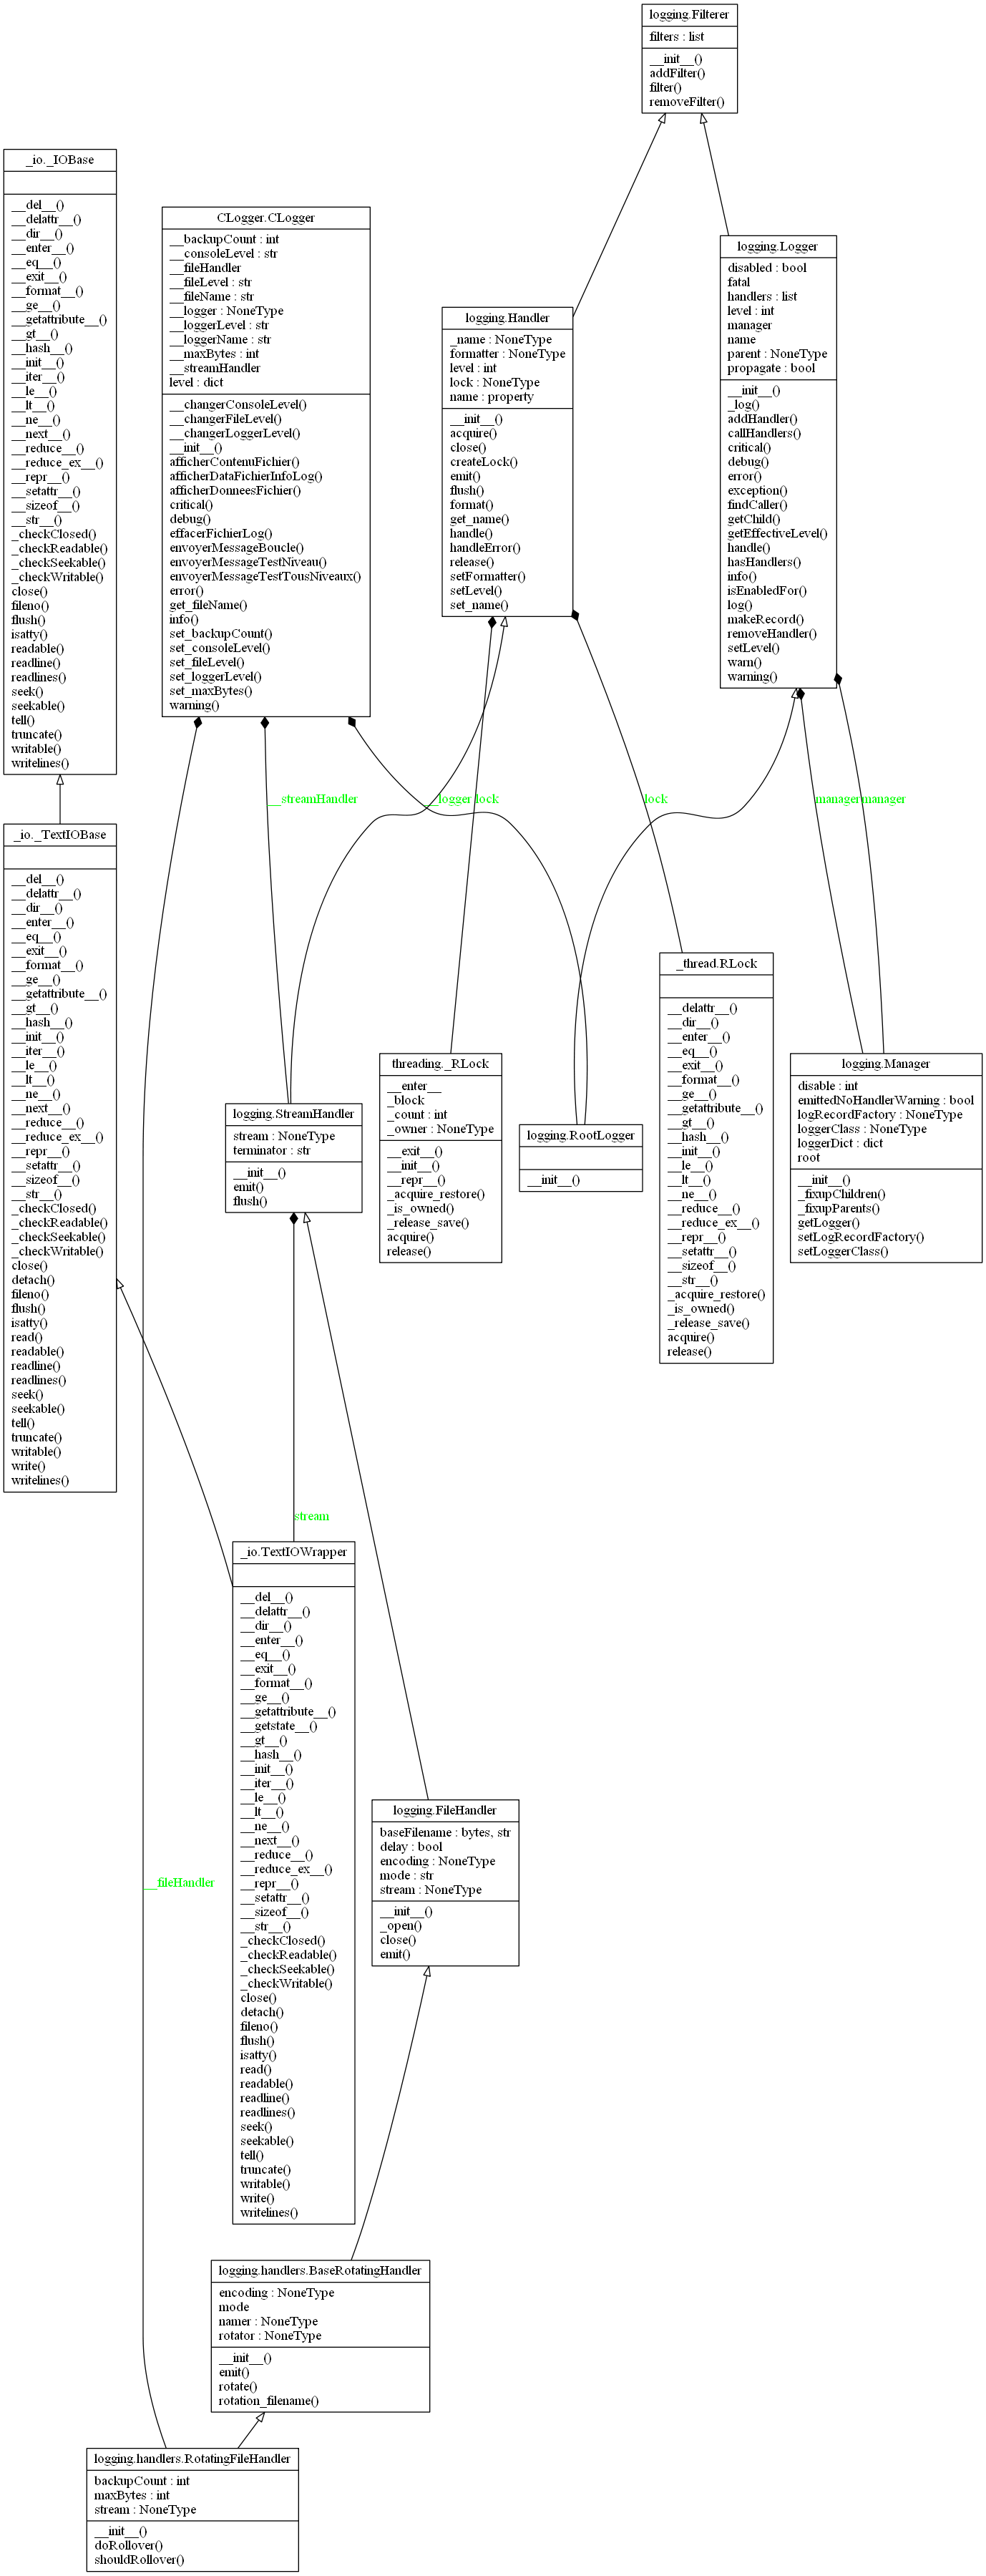 logging.Filterer
filters : list
__init__()
addFilter()
filter()
removeFilter()
_io._IOBase
__del__()
__delattr__()
__dir__()
__enter__()
__eq__()
__exit__()
__format__()
__ge__()
__getattribute__()
__gt__()
__hash__()
__init__()
__iter__()
__le__()
__lt__()
__ne__()
__next__()
__reduce__()
__reduce_ex__()
__repr__()
__setattr__()
__sizeof__()
__str__()
_checkClosed()
_checkReadable()
_checkSeekable()
_checkWritable()
close()
fileno()
flush()
isatty()
readable()
readline()
readlines()
seek()
seekable()
tell()
truncate()
writable()
writelines()
CLogger.CLogger
__backupCount : int
__consoleLevel : str
__fileHandler
__fileLevel : str
__fileName : str
__logger : NoneType
__loggerLevel : str
__loggerName : str
__maxBytes : int
__streamHandler
level : dict
__changerConsoleLevel()
__changerFileLevel()
__changerLoggerLevel()
__init__()
afficherContenuFichier()
afficherDataFichierInfoLog()
afficherDonneesFichier()
critical()
debug()
effacerFichierLog()
envoyerMessageBoucle()
envoyerMessageTestNiveau()
envoyerMessageTestTousNiveaux()
error()
get_fileName()
info()
set_backupCount()
set_consoleLevel()
set_fileLevel()
set_loggerLevel()
set_maxBytes()
warning()
logging.Handler
_name : NoneType
formatter : NoneType
level : int
lock : NoneType
name : property
__init__()
acquire()
close()
createLock()
emit()
flush()
format()
get_name()
handle()
handleError()
release()
setFormatter()
setLevel()
set_name()
logging.Logger
disabled : bool
fatal
handlers : list
level : int
manager
name
parent : NoneType
propagate : bool
__init__()
_log()
addHandler()
callHandlers()
critical()
debug()
error()
exception()
findCaller()
getChild()
getEffectiveLevel()
handle()
hasHandlers()
info()
isEnabledFor()
log()
makeRecord()
removeHandler()
setLevel()
warn()
warning()
__streamHandler
__logger
lock
lock
manager
manager
_io._TextIOBase
__del__()
__delattr__()
__dir__()
__enter__()
__eq__()
__exit__()
__format__()
__ge__()
__getattribute__()
__gt__()
__hash__()
__init__()
__iter__()
__le__()
__lt__()
__ne__()
__next__()
__reduce__()
__reduce_ex__()
__repr__()
__setattr__()
__sizeof__()
__str__()
_checkClosed()
_checkReadable()
_checkSeekable()
_checkWritable()
close()
detach()
fileno()
flush()
isatty()
read()
readable()
readline()
readlines()
seek()
seekable()
tell()
truncate()
writable()
write()
writelines()
logging.StreamHandler
stream : NoneType
terminator : str
__init__()
emit()
flush()
threading._RLock
__enter__
_block
_count : int
_owner : NoneType
__exit__()
__init__()
__repr__()
_acquire_restore()
_is_owned()
_release_save()
acquire()
release()
logging.RootLogger
__init__()
_thread.RLock
__delattr__()
__dir__()
__enter__()
__eq__()
__exit__()
__format__()
__ge__()
__getattribute__()
__gt__()
__hash__()
__init__()
__le__()
__lt__()
__ne__()
__reduce__()
__reduce_ex__()
__repr__()
__setattr__()
__sizeof__()
__str__()
_acquire_restore()
_is_owned()
_release_save()
acquire()
release()
logging.Manager
disable : int
emittedNoHandlerWarning : bool
logRecordFactory : NoneType
loggerClass : NoneType
loggerDict : dict
root
__init__()
_fixupChildren()
_fixupParents()
getLogger()
setLogRecordFactory()
setLoggerClass()
stream
_io.TextIOWrapper
__del__()
__delattr__()
__dir__()
__enter__()
__eq__()
__exit__()
__format__()
__ge__()
__getattribute__()
__getstate__()
__gt__()
__hash__()
__init__()
__iter__()
__le__()
__lt__()
__ne__()
__next__()
__reduce__()
__reduce_ex__()
__repr__()
__setattr__()
__sizeof__()
__str__()
_checkClosed()
_checkReadable()
_checkSeekable()
_checkWritable()
close()
detach()
fileno()
flush()
isatty()
read()
readable()
readline()
readlines()
seek()
seekable()
tell()
truncate()
writable()
write()
writelines()
__fileHandler
logging.FileHandler
baseFilename : bytes, str
delay : bool
encoding : NoneType
mode : str
stream : NoneType
__init__()
_open()
close()
emit()
logging.handlers.BaseRotatingHandler
encoding : NoneType
mode
namer : NoneType
rotator : NoneType
__init__()
emit()
rotate()
rotation_filename()
logging.handlers.RotatingFileHandler
backupCount : int
maxBytes : int
stream : NoneType
__init__()
doRollover()
shouldRollover()